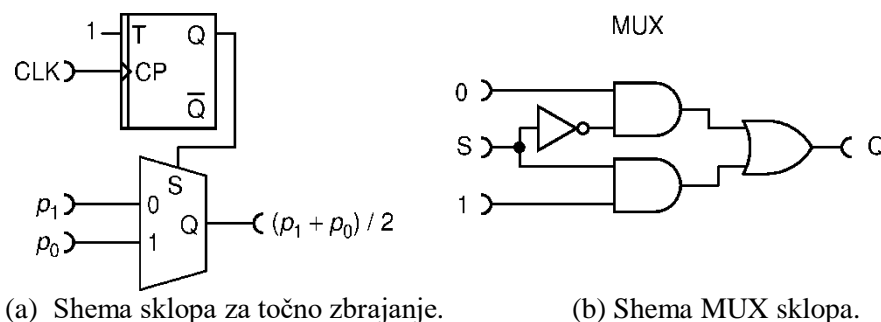 1 T Q
CLK CP
Q̅
S
p₁ 0
Q (p₁ + p₀) / 2
p₀ 1
MUX
0
S Q
1
(a) Shema sklopa za točno zbrajanje.
(b) Shema MUX sklopa.